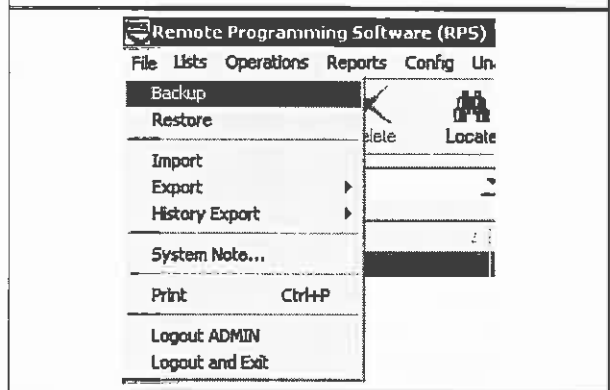 Remote Programming Software (RPS)
File Lists Operations Reports Config
Backup
Restore
elete Locate
Import
Export
History Export
System Note...
Print Ctrl+P
Logout ADMIN
Logout and Exit